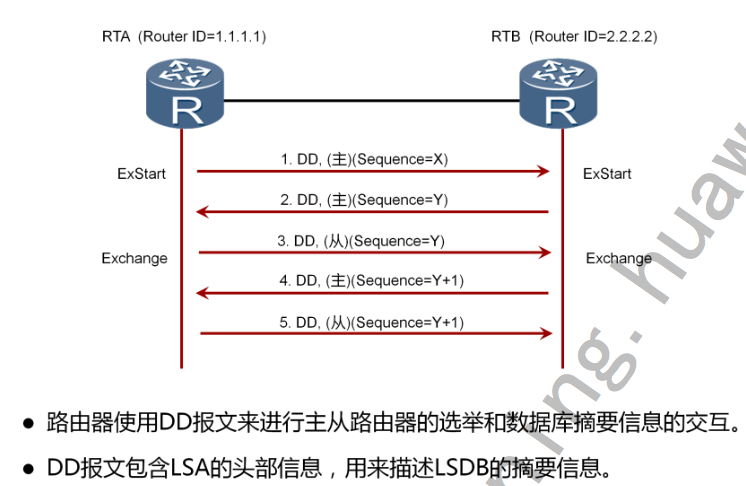 RTA (Router ID=1.1.1.1)
RTB (Router ID=2.2.2.2)
R
R
1. DD, (主)(Sequence=X)
ExStart
ExStart
2. DD, (主)(Sequence=Y)
3. DD, (从)(Sequence=Y)
Exchange
Exchange
4. DD, (主)(Sequence=Y+1)
5. DD, (从)(Sequence=Y+1)
● 路由器使用DD报文来进行主从路由器的选举和数据库摘要信息的交互。
● DD报文包含LSA的头部信息，用来描述LSDB的摘要信息。
ning. huaw